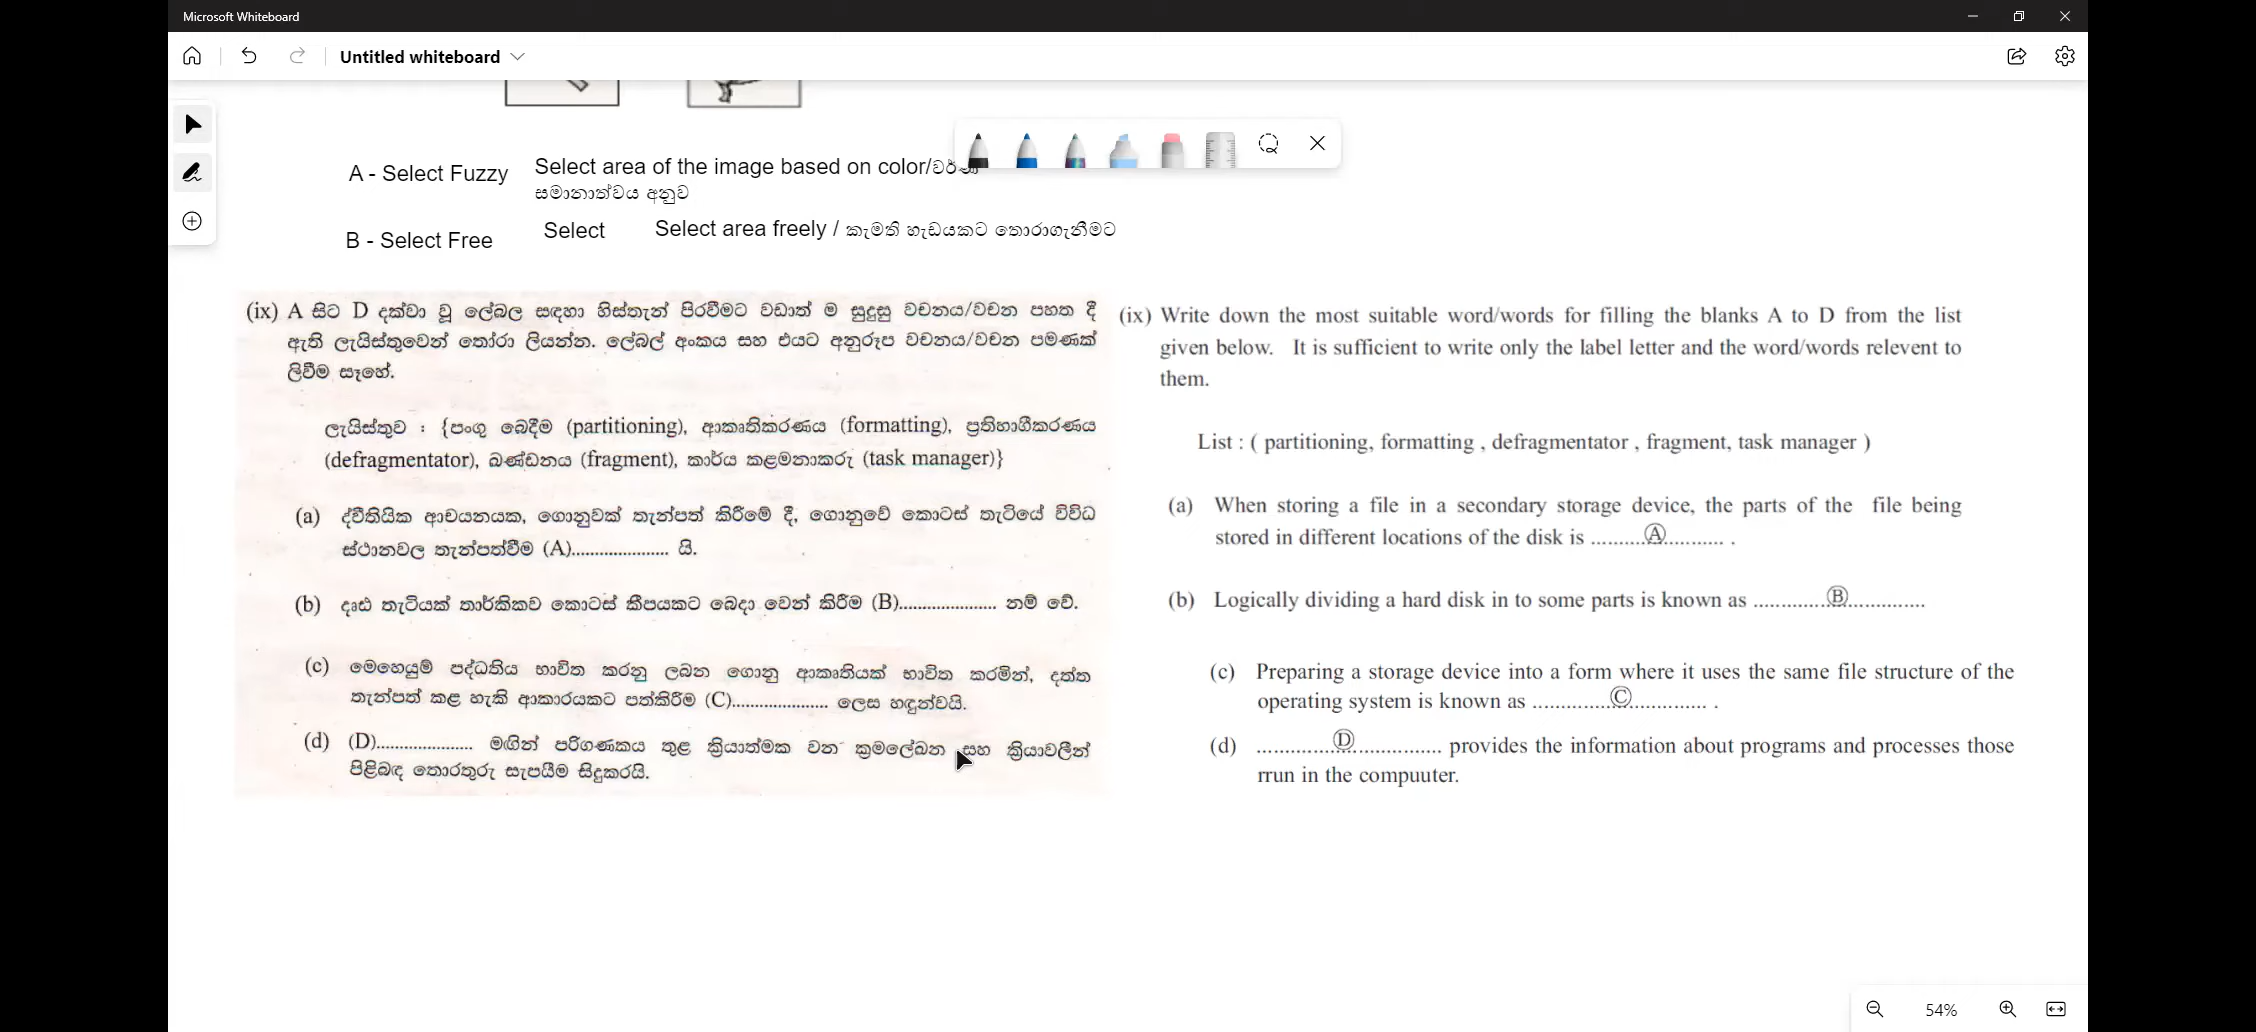 Microsoft Whiteboard
Untitled whiteboard
A - Select Fuzzy
Select area of the image based on color/වර්ණ
සමානාත්වය අනුව
B - Select Free
Select
Select area freely / කැමති හැඩයකට තොරාගැනීමට
(ix) A සිට D දක්වා වූ ලේබල සඳහා හිස්තැන් පිරවීමට වඩාත් ම සුදුසු වචනය/වචන පහත දී
ඇති ලැයිස්තුවෙන් තෝරා ලියන්න. ලේබල් අංකය සහ එයට අනුරූප වචනය/වචන පමණක්
ලිවීම සෑහේ.
ලැයිස්තුව : {පංගු බෙදීම (partitioning), ආකෘතිකරණය (formatting), ප්‍රතිභාගීකරණය
(defragmentator), ඛණ්ඩනය (fragment), කාර්ය කළමනාකරු (task manager)}
(a) ද්විතීයික ආචයනයක, ගොනුවක් තැන්පත් කිරීමේ දී, ගොනුවේ කොටස් තැටියේ විවිධ
ස්ථානවල තැන්පත්වීම (A)..................... යි.
(b) දෘඪ තැටියක් තාර්කිකව කොටස් කීපයකට බෙදා වෙන් කිරීම (B)..................... නම් වේ.
(c) මෙහෙයුම් පද්ධතිය භාවිත කරනු ලබන ගොනු ආකෘතියක් භාවිත කරමින්, දත්ත
තැන්පත් කළ හැකි ආකාරයකට පත්කිරීම (C)..................... ලෙස හඳුන්වයි.
(d) (D)..................... මගින් පරිගණකය තුළ ක්‍රියාත්මක වන ක්‍රමලේඛන සහ ක්‍රියාවලීන්
පිළිබඳ තොරතුරු සැපයීම සිදුකරයි.
(ix) Write down the most suitable word/words for filling the blanks A to D from the list
given below. It is sufficient to write only the label letter and the word/words relevent to
them.
List : ( partitioning, formatting , defragmentator , fragment, task manager )
(a) When storing a file in a secondary storage device, the parts of the file being
stored in different locations of the disk is ..........Ⓐ........... .
(b) Logically dividing a hard disk in to some parts is known as .............Ⓑ..............
(c) Preparing a storage device into a form where it uses the same file structure of the
operating system is known as ..............Ⓒ.............. .
(d) ..............Ⓓ................ provides the information about programs and processes those
rrun in the compuuter.
54%